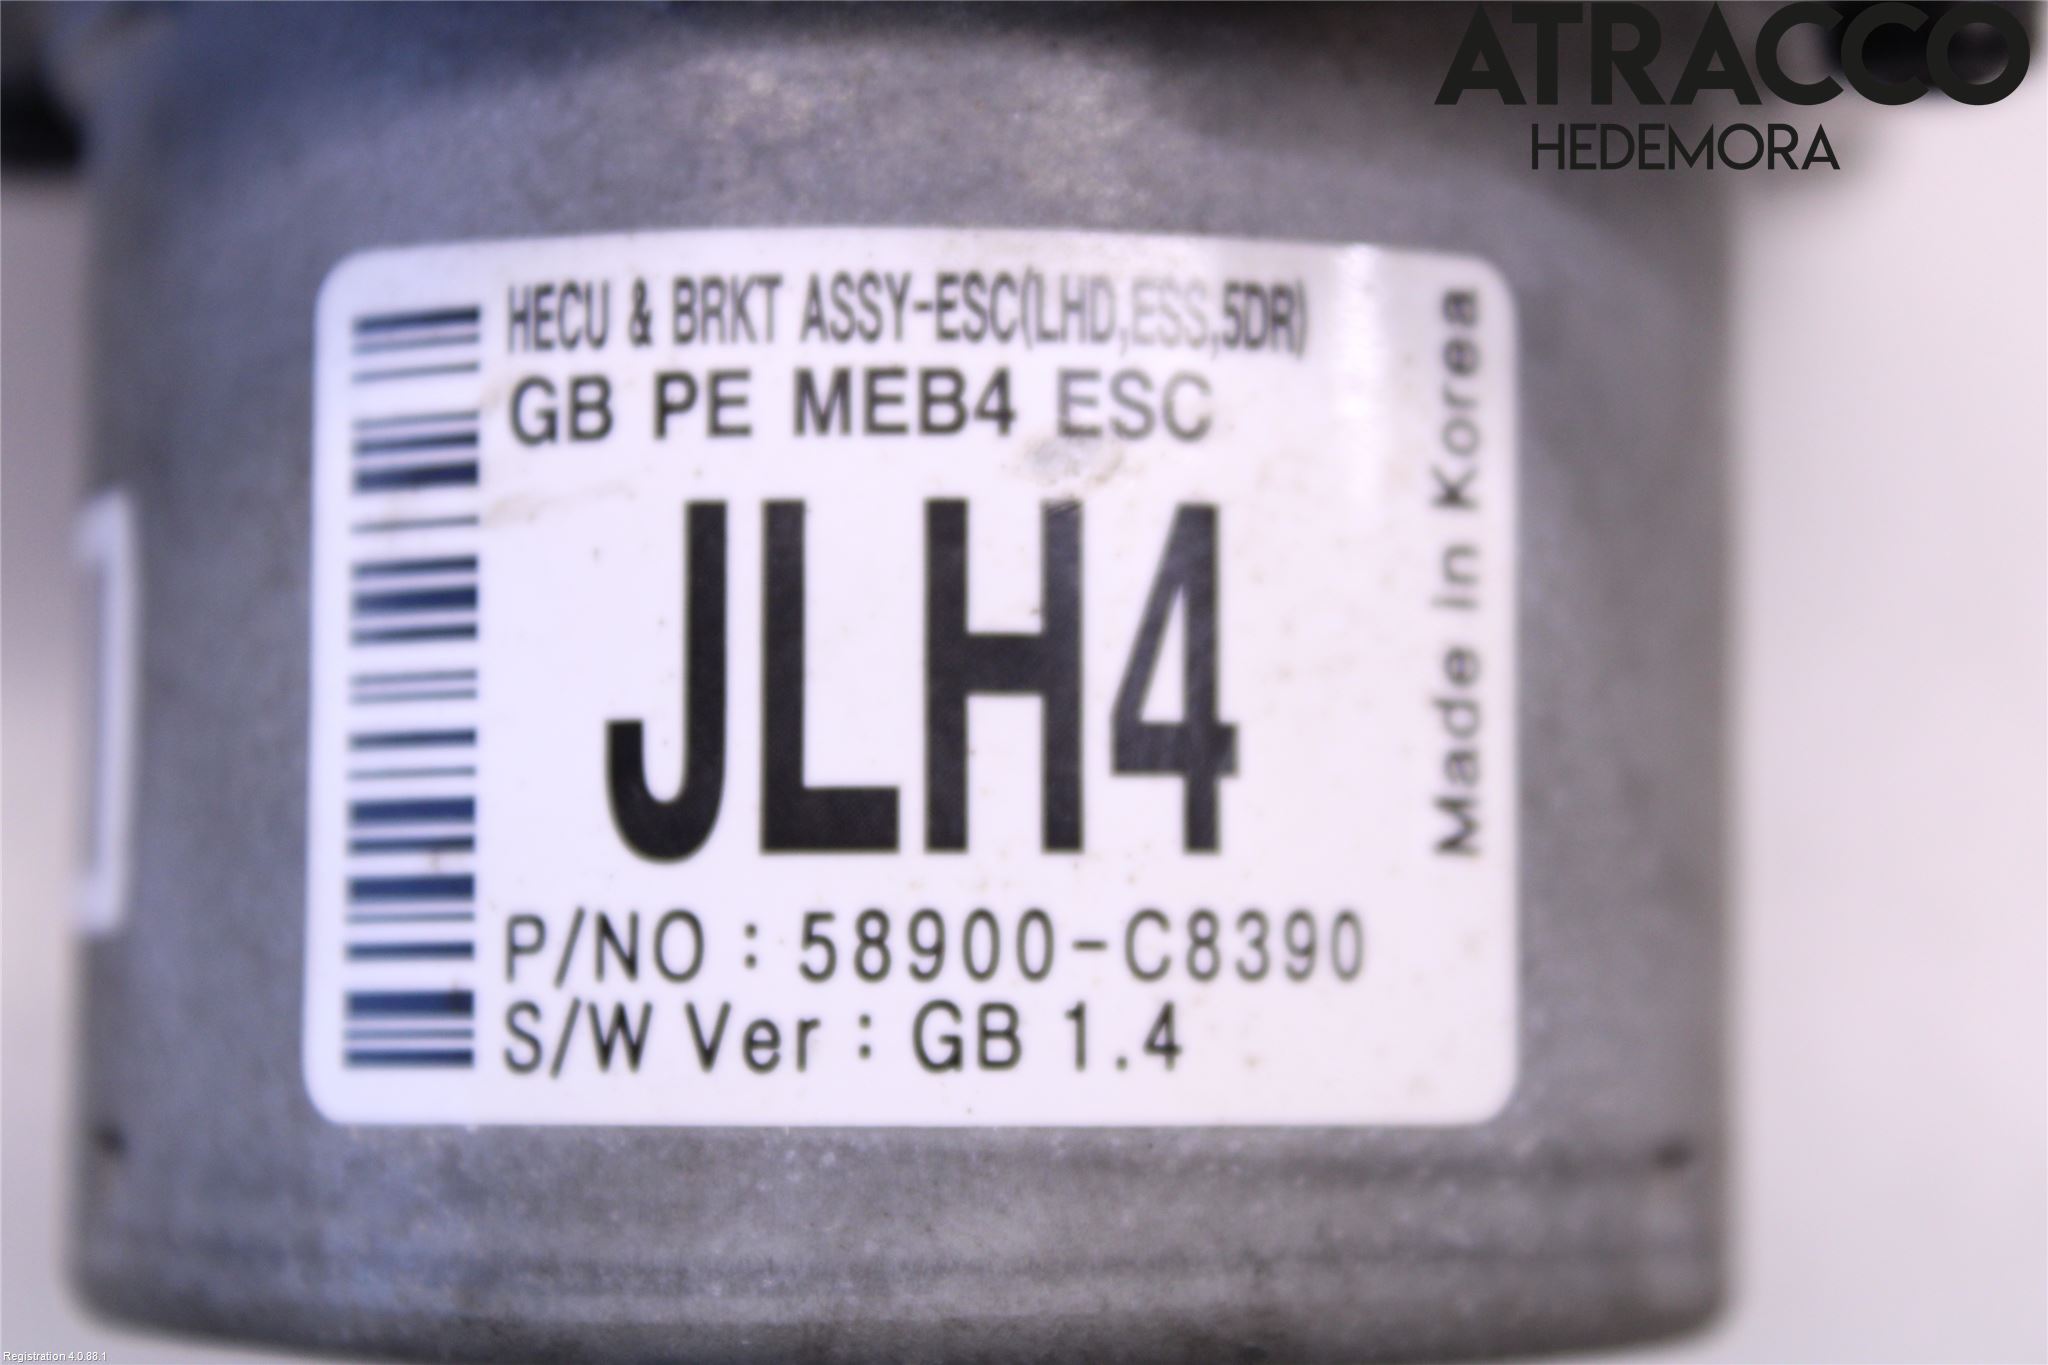 ATRACCO
HEDEMORA
HECU & BRKT ASSY-ESC(LHD,ESS,5DR)
GB PE MEB4 ESC
JLH4
P/NO : 58900-C8390
S/W Ver : GB 1.4
Made in Korea
Registration 4.0.88.1